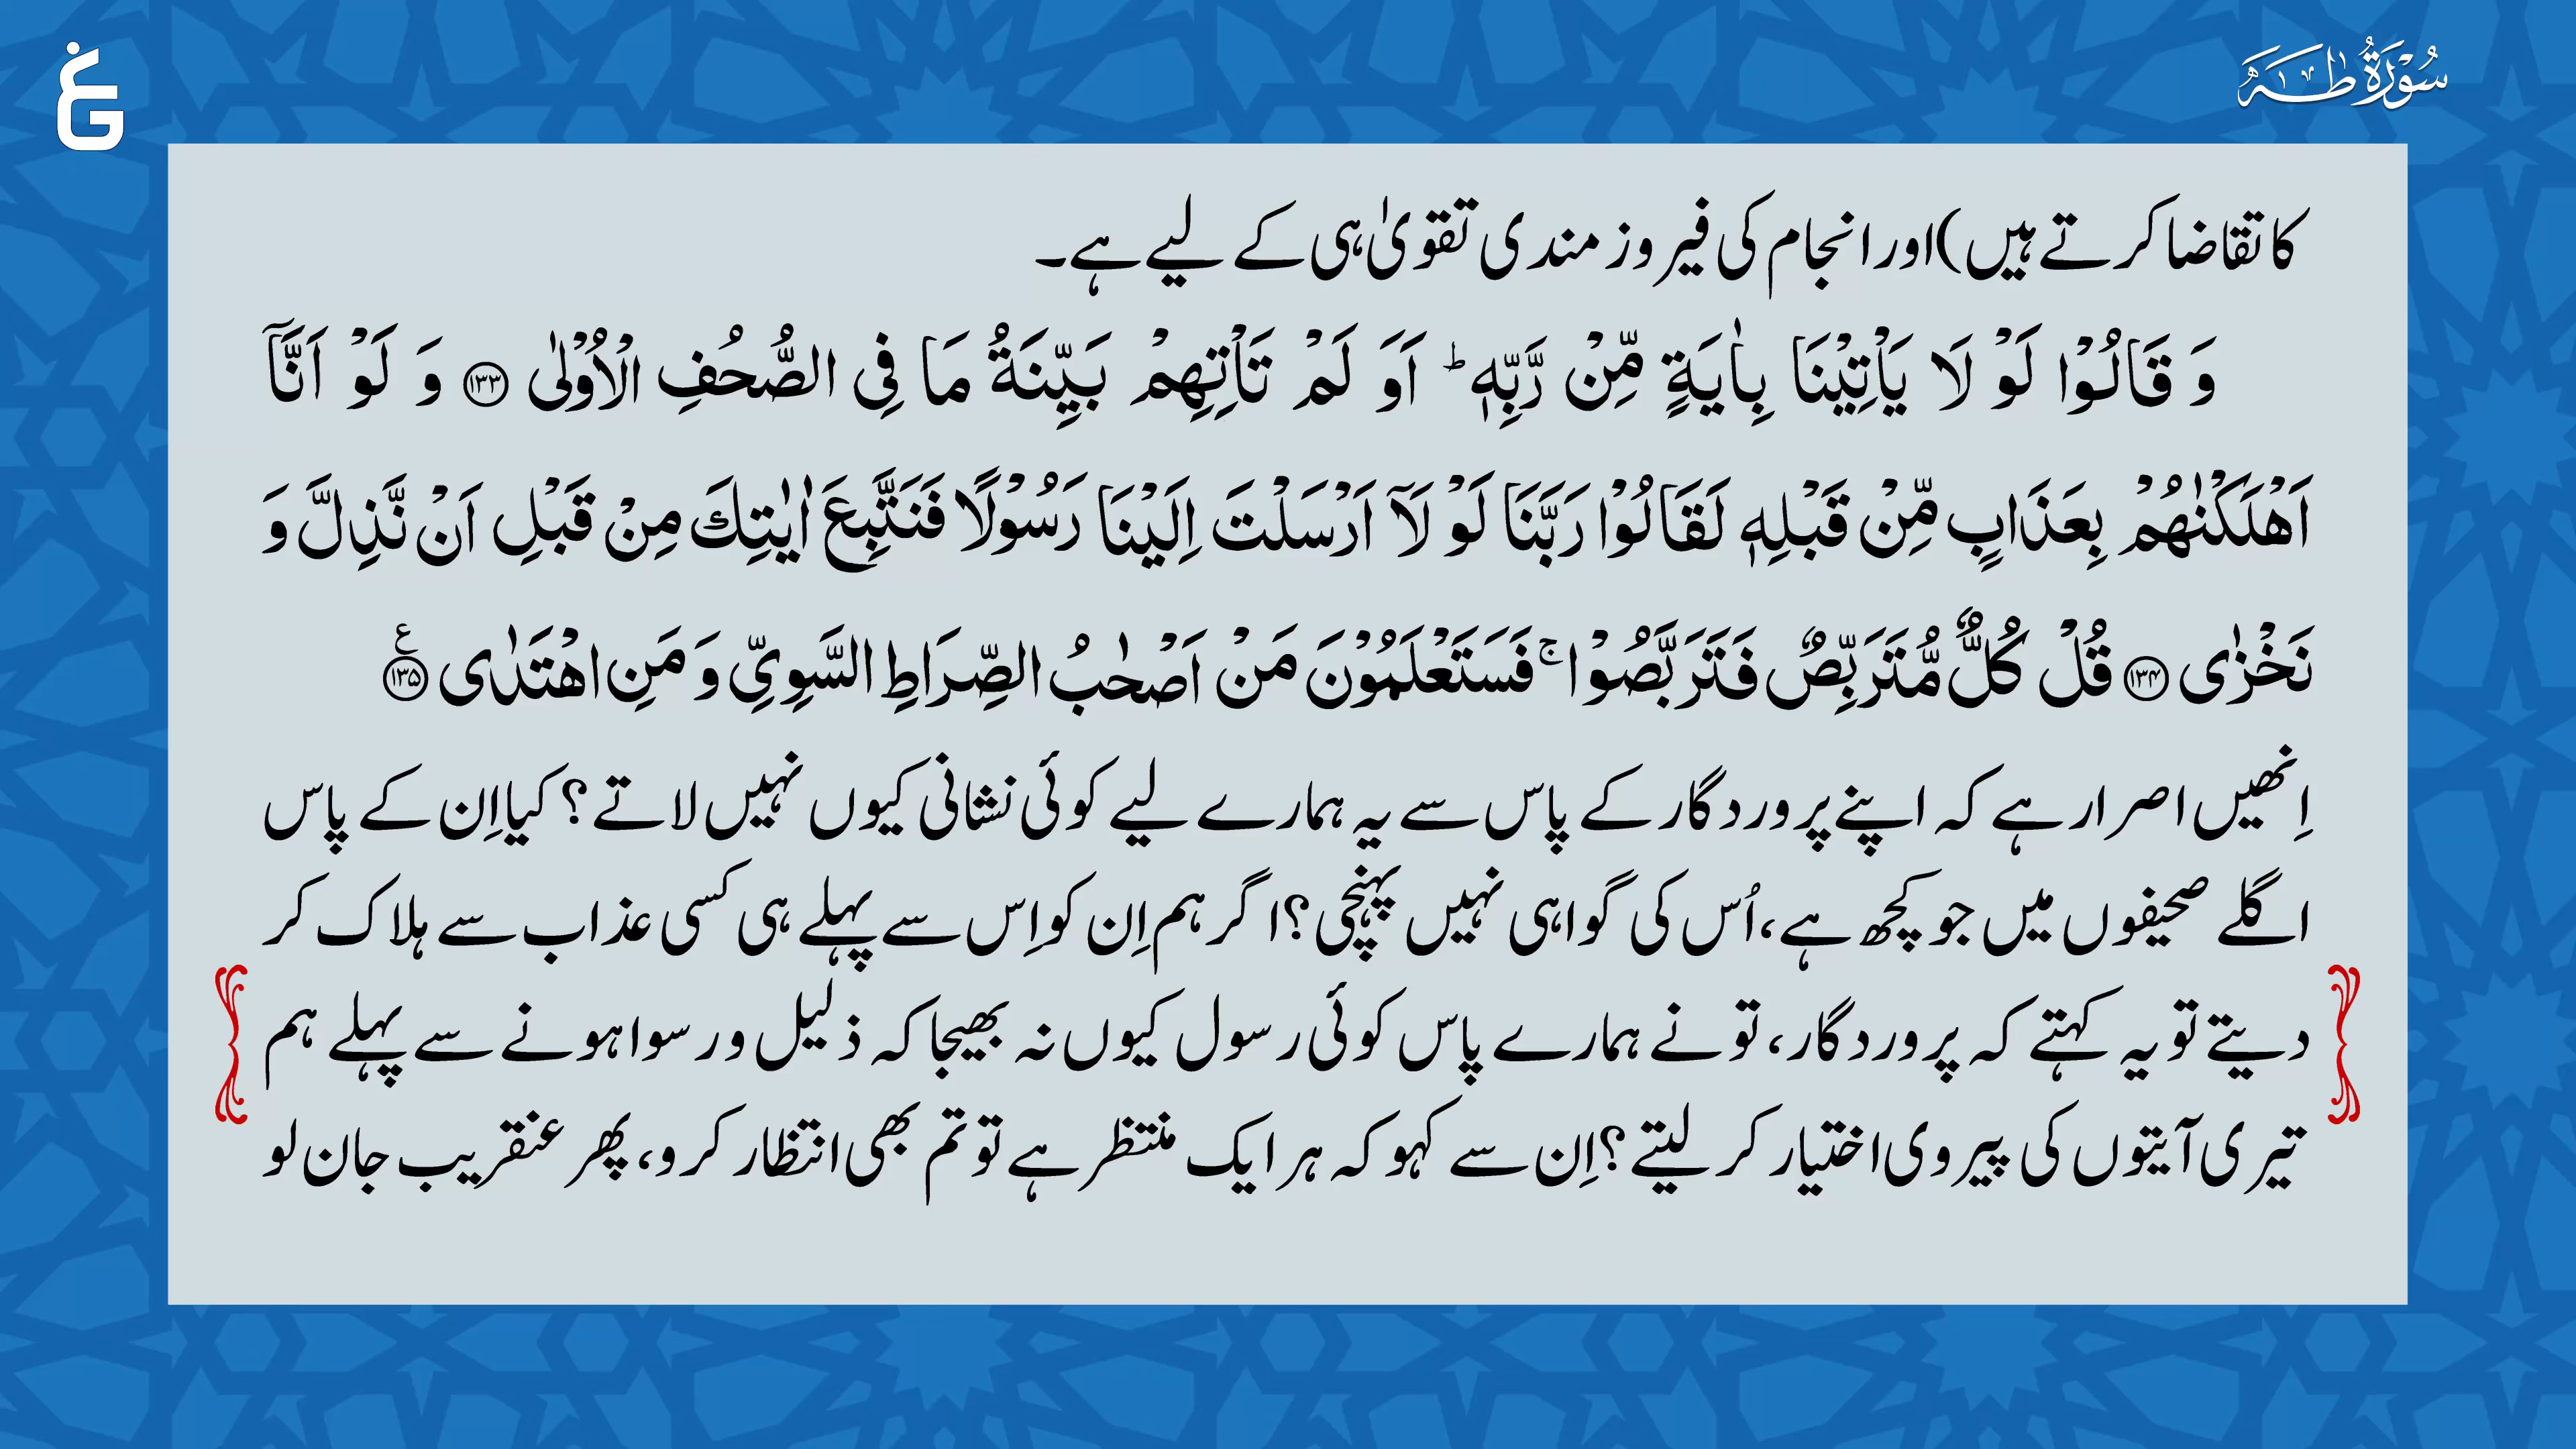 سُوْرَةُ طٰهٰ
غ
G
کا تقاضا کرتے ہیں) اور انجام کی فیروز مندی تقویٰ ہی کے لیے ہے۔
وَ قَالُوْا لَوْ لَا يَاْتِيْنَا بِاٰيَةٍ مِّنْ رَّبِّهٖ ؕ اَوَ لَمْ تَاْتِهِمْ بَيِّنَةُ مَا فِي الصُّحُفِ الْاُوْلٰى ﴿۱۳۳﴾ وَ لَوْ اَنَّاۤ
اَهْلَكْنٰهُمْ بِعَذَابٍ مِّنْ قَبْلِهٖ لَقَالُوْا رَبَّنَا لَوْ لَاۤ اَرْسَلْتَ اِلَيْنَا رَسُوْلًا فَنَتَّبِعَ اٰيٰتِكَ مِنْ قَبْلِ اَنْ نَّذِلَّ وَ
نَخْزٰى ﴿۱۳۴﴾ قُلْ كُلٌّ مُّتَرَبِّصٌ فَتَرَبَّصُوْا ۚ فَسَتَعْلَمُوْنَ مَنْ اَصْحٰبُ الصِّرَاطِ السَّوِيِّ وَ مَنِ اهْتَدٰى ﴿۱۳۵﴾ ع
اِنھیں اصرار ہے کہ اپنے پروردگار کے پاس سے یہ ہمارے لیے کوئی نشانی کیوں نہیں لاتے؟ کیا اِن کے پاس
اگلے صحیفوں میں جو کچھ ہے، اُس کی گواہی نہیں پہنچی؟ اگر ہم اِن کو اِس سے پہلے ہی کسی عذاب سے ہلاک کر
دیتے تو یہ کہتے کہ پروردگار، تو نے ہمارے پاس کوئی رسول کیوں نہ بھیجا کہ ذلیل و رسوا ہونے سے پہلے ہم
تیری آیتوں کی پیروی اختیار کر لیتے؟ اِن سے کہو کہ ہر ایک منتظر ہے تو تم بھی انتظار کرو، پھر عنقریب جان لو